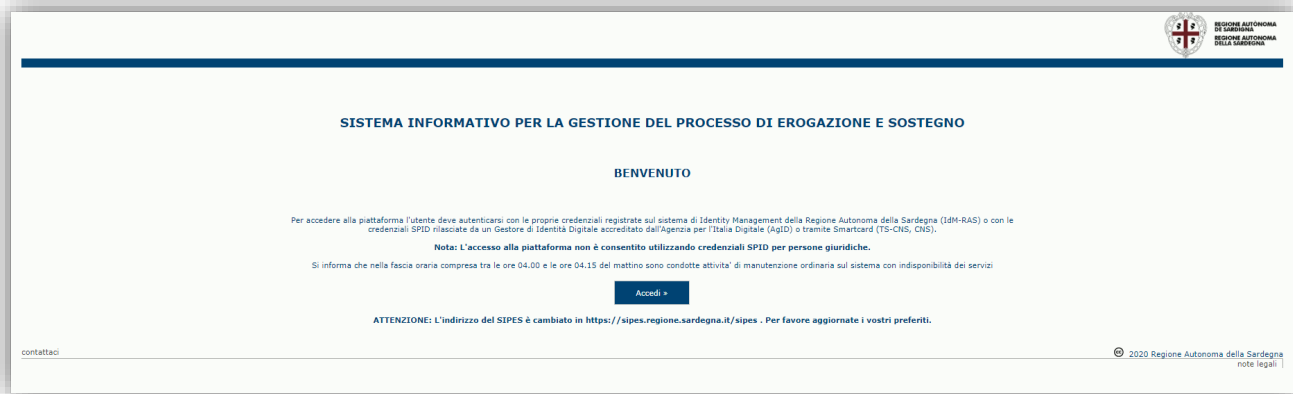 REGIONE AUTÒNOMA
DE SARDIGNA
REGIONE AUTONOMA
DELLA SARDEGNA
SISTEMA INFORMATIVO PER LA GESTIONE DEL PROCESSO DI EROGAZIONE E SOSTEGNO
BENVENUTO
Per accedere alla piattaforma l'utente deve autenticarsi con le proprie credenziali registrate sul sistema di Identity Management della Regione Autonoma della Sardegna (IdM-RAS) o con le
credenziali SPID rilasciate da un Gestore di Identità Digitale accreditato dall'Agenzia per l'Italia Digitale (AgID) o tramite Smartcard (TS-CNS, CNS).
Nota: L'accesso alla piattaforma non è consentito utilizzando credenziali SPID per persone giuridiche.
Si informa che nella fascia oraria compresa tra le ore 04.00 e le ore 04.15 del mattino sono condotte attivita' di manutenzione ordinaria sul sistema con indisponibilità dei servizi
Accedi »
ATTENZIONE: L'indirizzo del SIPES è cambiato in https://sipes.regione.sardegna.it/sipes . Per favore aggiornate i vostri preferiti.
contattaci
2020 Regione Autonoma della Sardegna
note legali |